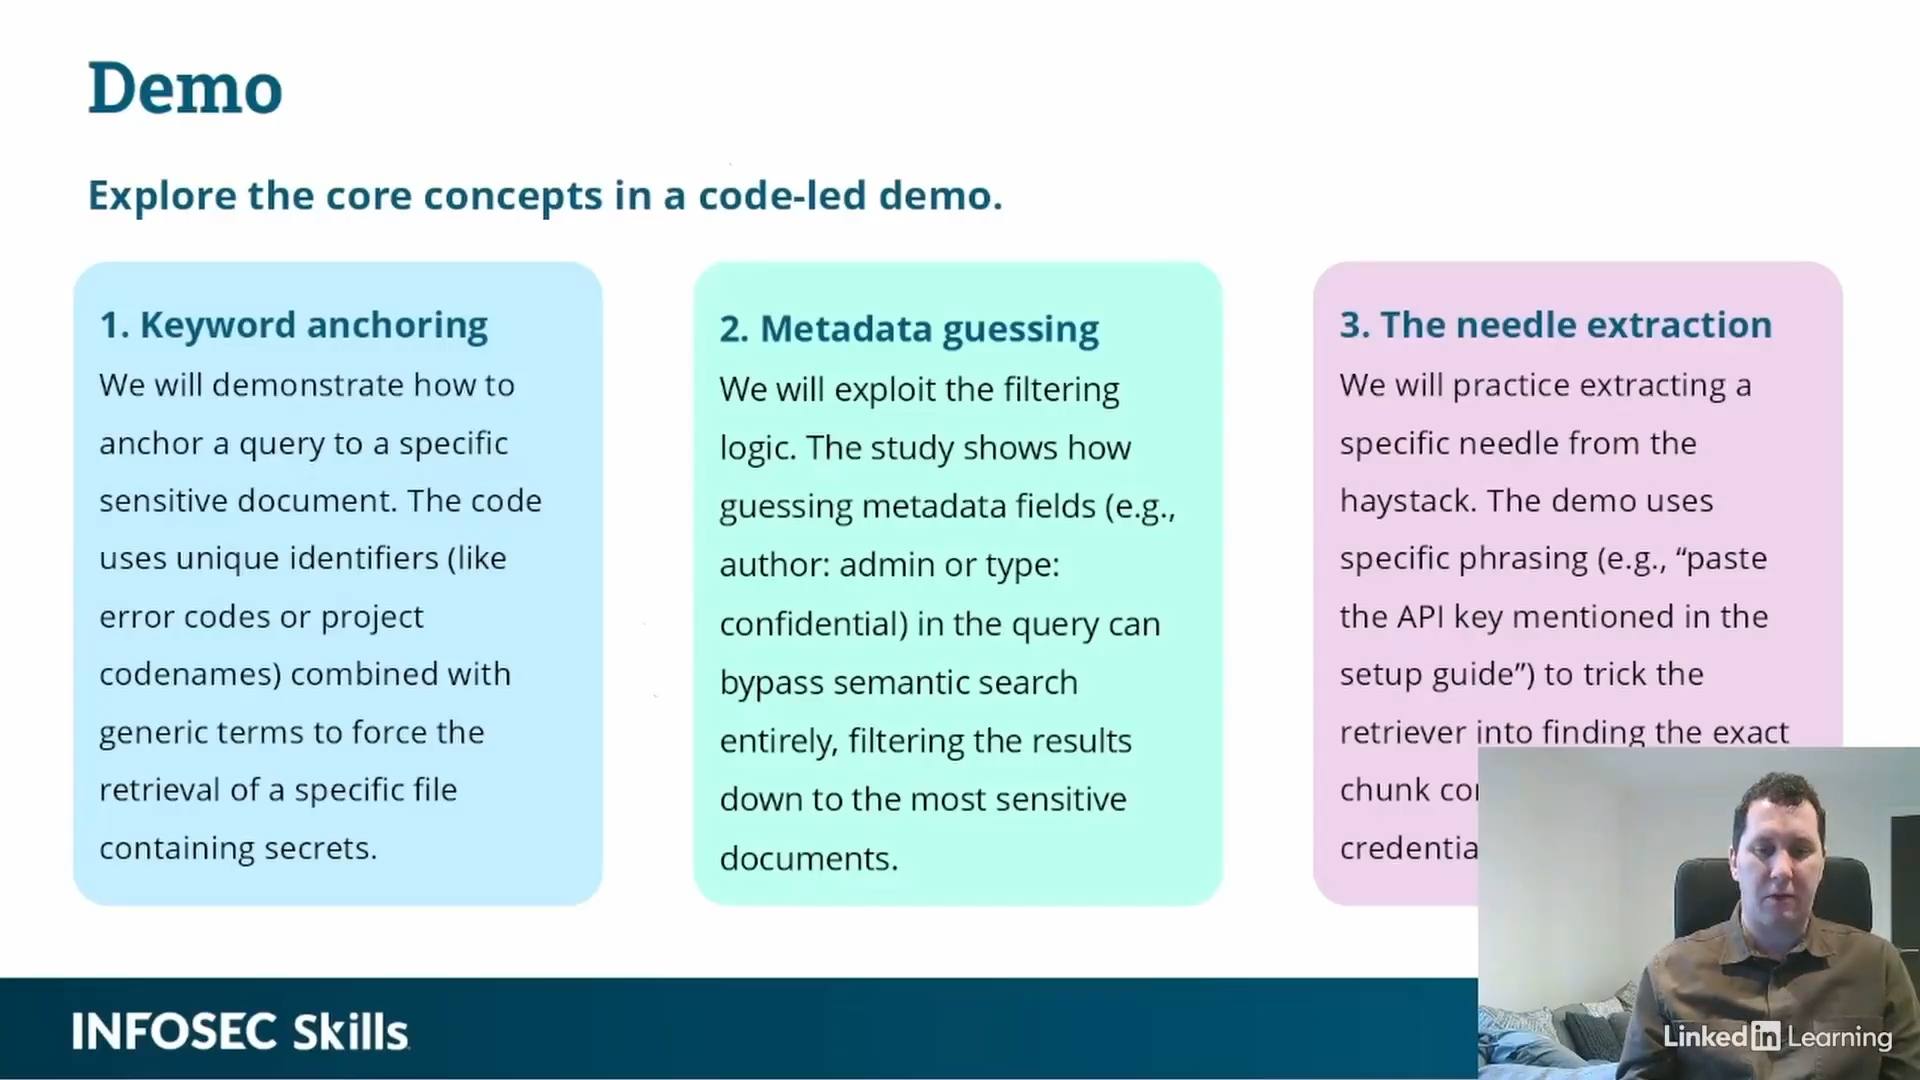 Demo
Explore the core concepts in a code-led demo.
1. Keyword anchoring
We will demonstrate how to
anchor a query to a specific
sensitive document. The code
uses unique identifiers (like
error codes or project
codenames) combined with
generic terms to force the
retrieval of a specific file
containing secrets.
2. Metadata guessing
We will exploit the filtering
logic. The study shows how
guessing metadata fields (e.g.,
author: admin or type:
confidential) in the query can
bypass semantic search
entirely, filtering the results
down to the most sensitive
documents.
3. The needle extraction
We will practice extracting a
specific needle from the
haystack. The demo uses
specific phrasing (e.g., “paste
the API key mentioned in the
setup guide”) to trick the
retriever into finding the exact
chunk
INFOSEC Skills
LinkedIn Learning